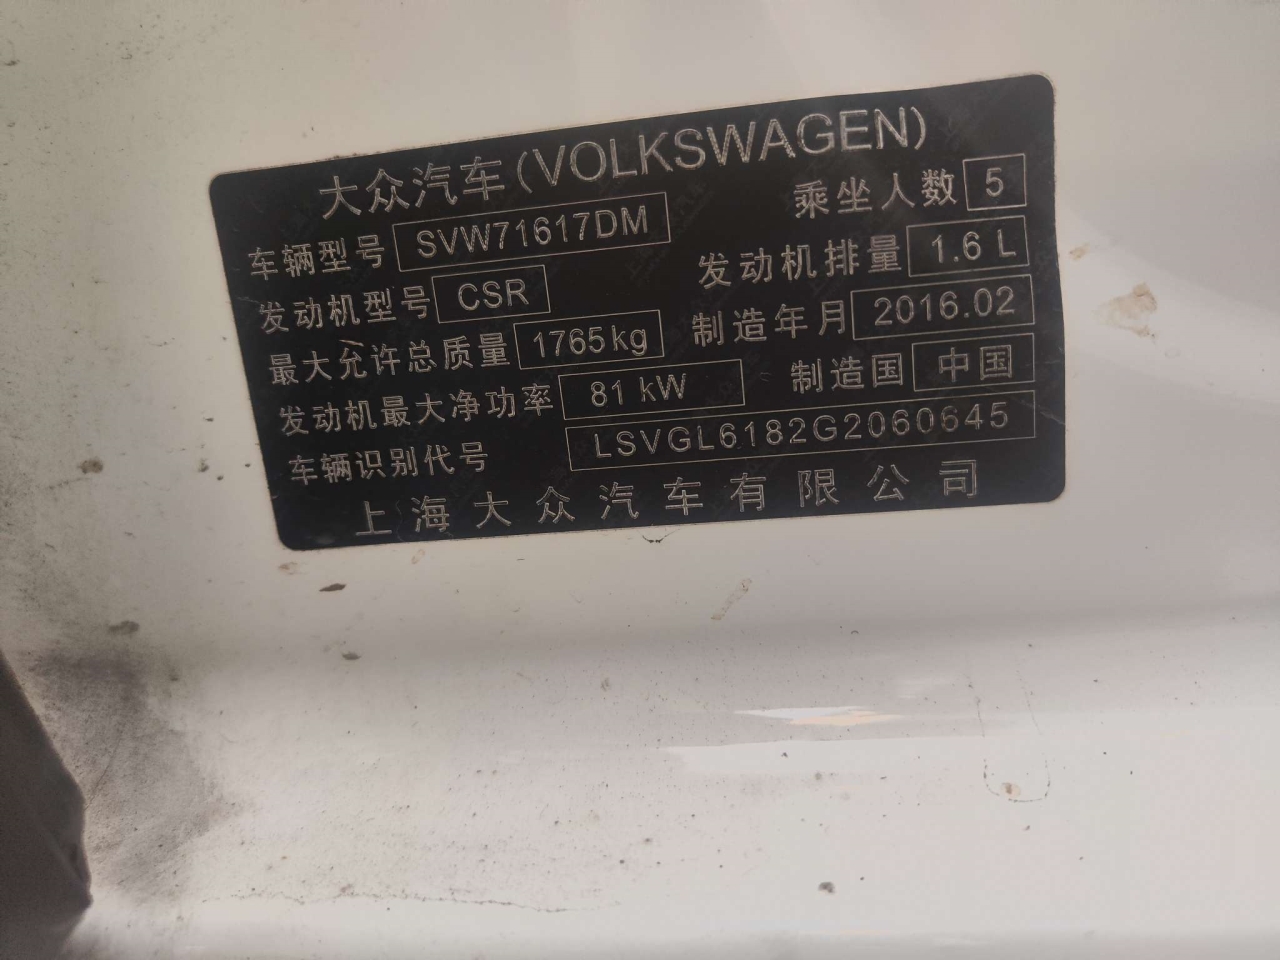 大众汽车(VOLKSWAGEN)
车辆型号 SVW71617DM 乘坐人数 5
发动机型号 CSR 发动机排量 1.6 L
最大允许总质量 1765kg 制造年月 2016.02
发动机最大净功率 81 kW 制造国 中国
车辆识别代号 LSVGL6182G2060645
上海大众汽车有限公司